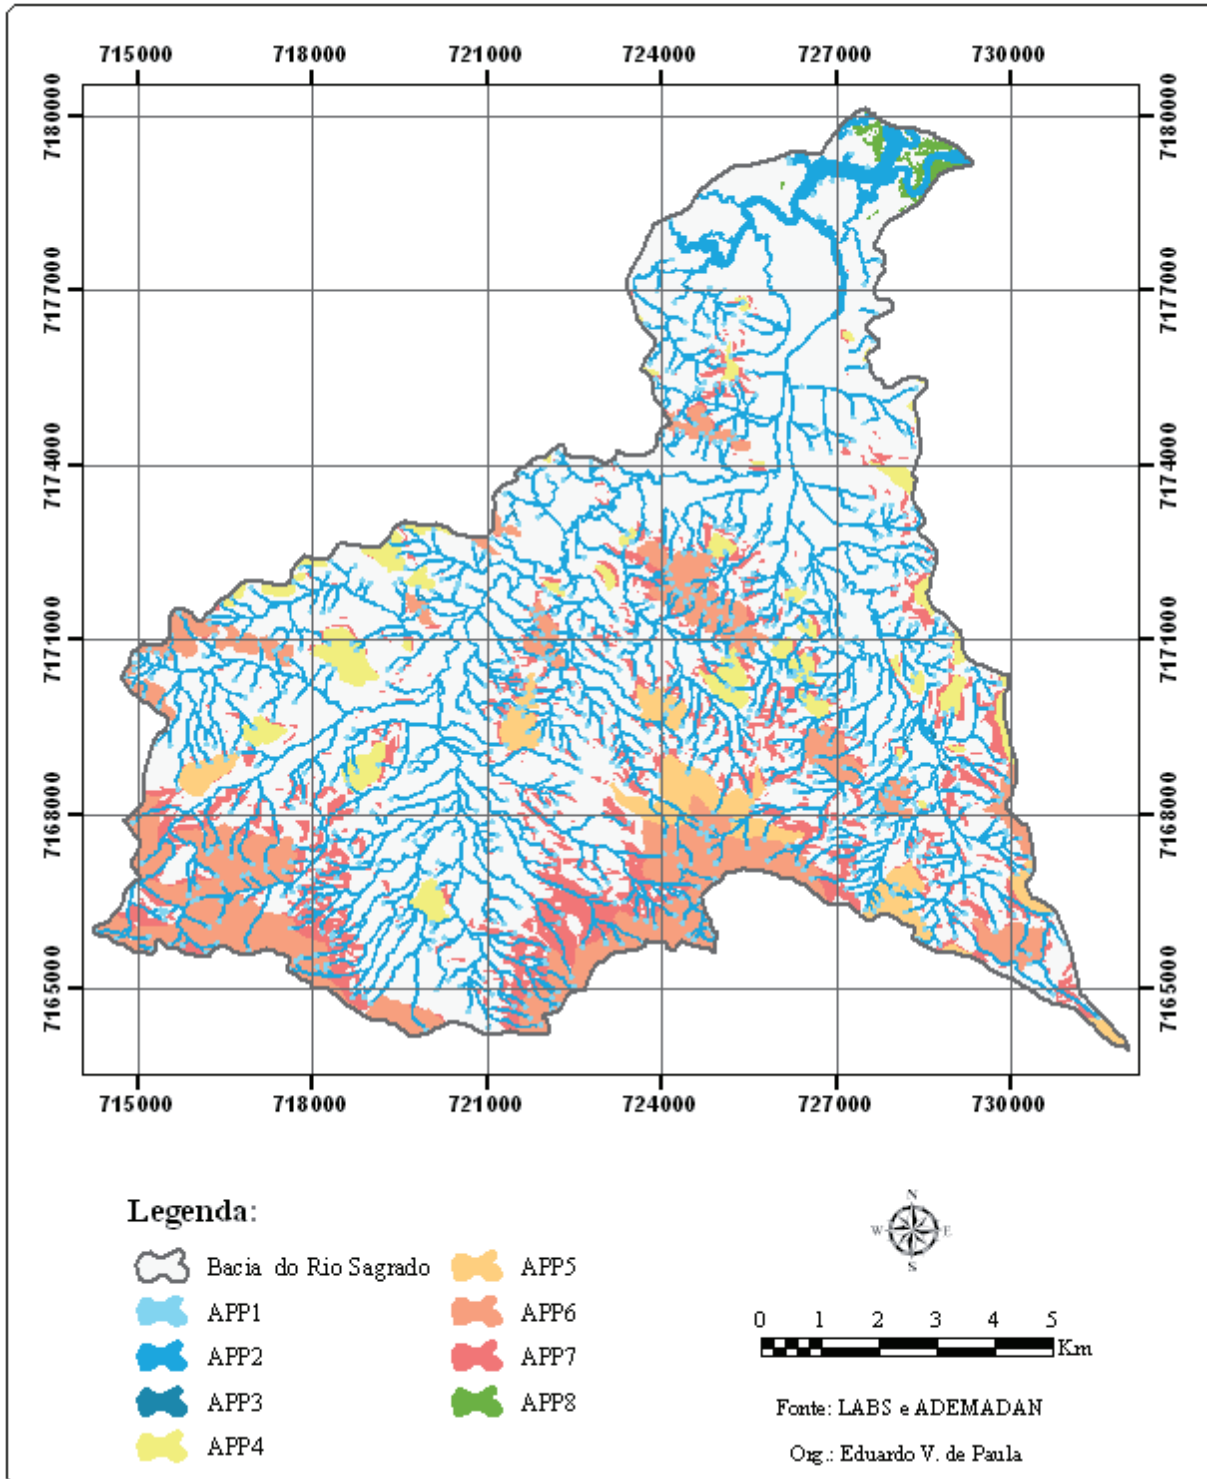 715000 718000 721000 724000 727000 730000
7180000 7180000
7177000 7177000
7174000 7174000
7171000 7171000
7168000 7168000
7165000 7165000
715000 718000 721000 724000 727000 730000
Legenda:
Bacia do Rio Sagrado
APP1
APP2
APP3
APP4
APP5
APP6
APP7
APP8
N
W E
S
0 1 2 3 4 5
Km
Fonte: LABS e ADEMADAN
Org.: Eduardo V. de Paula